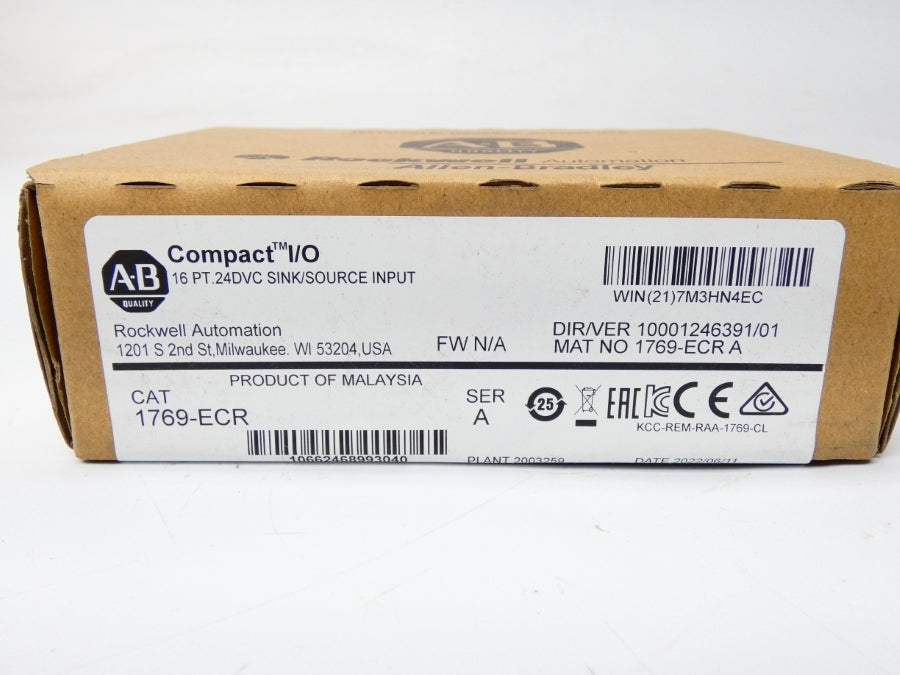 A·B
Rockwell Automation
Allen-Bradley
Compact™I/O
16 PT.24DVC SINK/SOURCE INPUT
A·B
QUALITY
WIN(21)7M3HN4EC
Rockwell Automation
1201 S 2nd St,Milwaukee. WI 53204,USA
FW N/A
DIR/VER 10001246391/01
MAT NO 1769-ECR A
PRODUCT OF MALAYSIA
CAT
1769-ECR
SER
A
25
EAC
KC
CE
KCC-REM-RAA-1769-CL
10662468993040
PLANT 2003259
DATE 2022/06/11